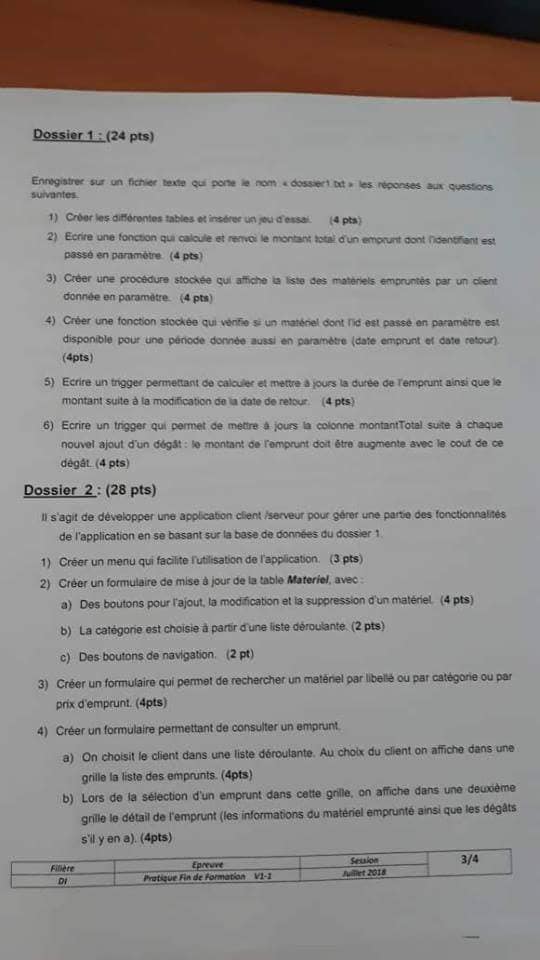 Dossier 1 : (24 pts)
Enregistrer sur un fichier texte qui porte le nom « dossier1.txt » les réponses aux questions
suivantes.
1) Créer les différentes tables et insérer un jeu d'essai. (4 pts)
2) Ecrire une fonction qui calcule et renvoi le montant total d'un emprunt dont l'identifiant est
passé en paramètre. (4 pts)
3) Créer une procédure stockée qui affiche la liste des matériels empruntés par un client
donnée en paramètre. (4 pts)
4) Créer une fonction stockée qui vérifie si un matériel dont l'id est passé en paramètre est
disponible pour une période donnée aussi en paramètre (date emprunt et date retour).
(4pts)
5) Ecrire un trigger permettant de calculer et mettre à jours la durée de l'emprunt ainsi que le
montant suite à la modification de la date de retour. (4 pts)
6) Ecrire un trigger qui permet de mettre à jours la colonne montantTotal suite à chaque
nouvel ajout d'un dégât : le montant de l'emprunt doit être augmente avec le cout de ce
dégât. (4 pts)
Dossier 2 : (28 pts)
Il s'agit de développer une application client /serveur pour gérer une partie des fonctionnalités
de l'application en se basant sur la base de données du dossier 1.
1) Créer un menu qui facilite l'utilisation de l'application. (3 pts)
2) Créer un formulaire de mise à jour de la table Materiel, avec :
a) Des boutons pour l'ajout, la modification et la suppression d'un matériel. (4 pts)
b) La catégorie est choisie à partir d'une liste déroulante. (2 pts)
c) Des boutons de navigation. (2 pt)
3) Créer un formulaire qui permet de rechercher un matériel par libellé ou par catégorie ou par
prix d'emprunt. (4pts)
4) Créer un formulaire permettant de consulter un emprunt.
a) On choisit le client dans une liste déroulante. Au choix du client on affiche dans une
grille la liste des emprunts. (4pts)
b) Lors de la sélection d'un emprunt dans cette grille, on affiche dans une deuxième
grille le détail de l'emprunt (les informations du matériel emprunté ainsi que les dégâts
s'il y en a). (4pts)
Filière Epreuve Session 3/4
DI Pratique Fin de Formation V1-1 Juillet 2018